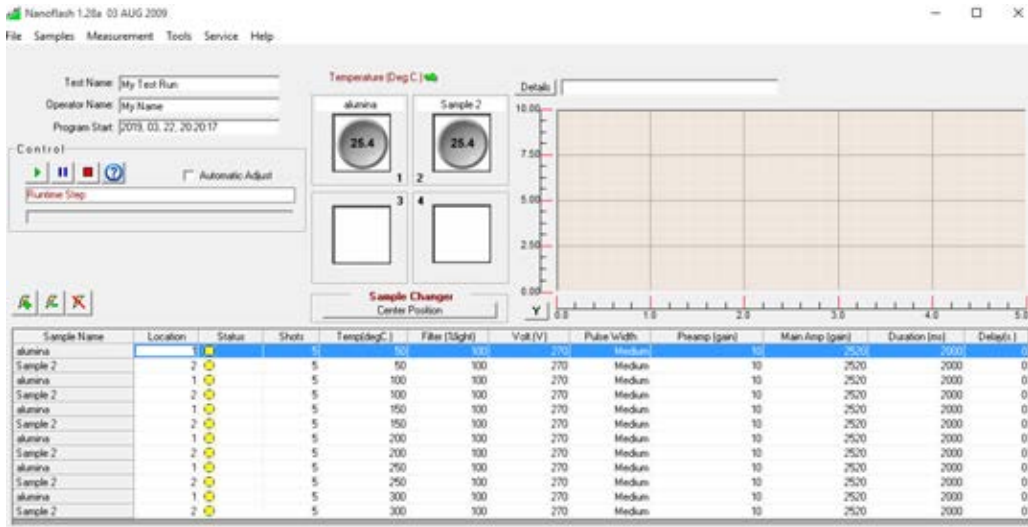 Nanoflash 1.28a 03 AUG 2009
File Samples Measurement Tools Service Help
Test Name: My Test Run
Operator Name: My Name
Program Start: 2019, 03, 22, 20:20:17
Control
Automatic Adjust
Runtime Step
Temperature (Deg C.)
alumina Sample 2
25.4 25.4
1 2
3 4
Sample Changer
Center Position
Details
10.00
7.50
5.00
2.50
0.00
Y 0.0 1.0 2.0 3.0 4.0 5.0
Sample Name Location Status Shots Temp(degC.) Filter (%light) Volt.(V) Pulse Width Preamp (gain) Main Amp (gain) Duration (ms) Delay(s.)
alumina 1 5 50 100 270 Medium 10 2520 2000 0
Sample 2 2 5 50 100 270 Medium 10 2520 2000 0
alumina 1 5 100 100 270 Medium 10 2520 2000 0
Sample 2 2 5 100 100 270 Medium 10 2520 2000 0
alumina 1 5 150 100 270 Medium 10 2520 2000 0
Sample 2 2 5 150 100 270 Medium 10 2520 2000 0
alumina 1 5 200 100 270 Medium 10 2520 2000 0
Sample 2 2 5 200 100 270 Medium 10 2520 2000 0
alumina 1 5 250 100 270 Medium 10 2520 2000 0
Sample 2 2 5 250 100 270 Medium 10 2520 2000 0
alumina 1 5 300 100 270 Medium 10 2520 2000 0
Sample 2 2 5 300 100 270 Medium 10 2520 2000 0